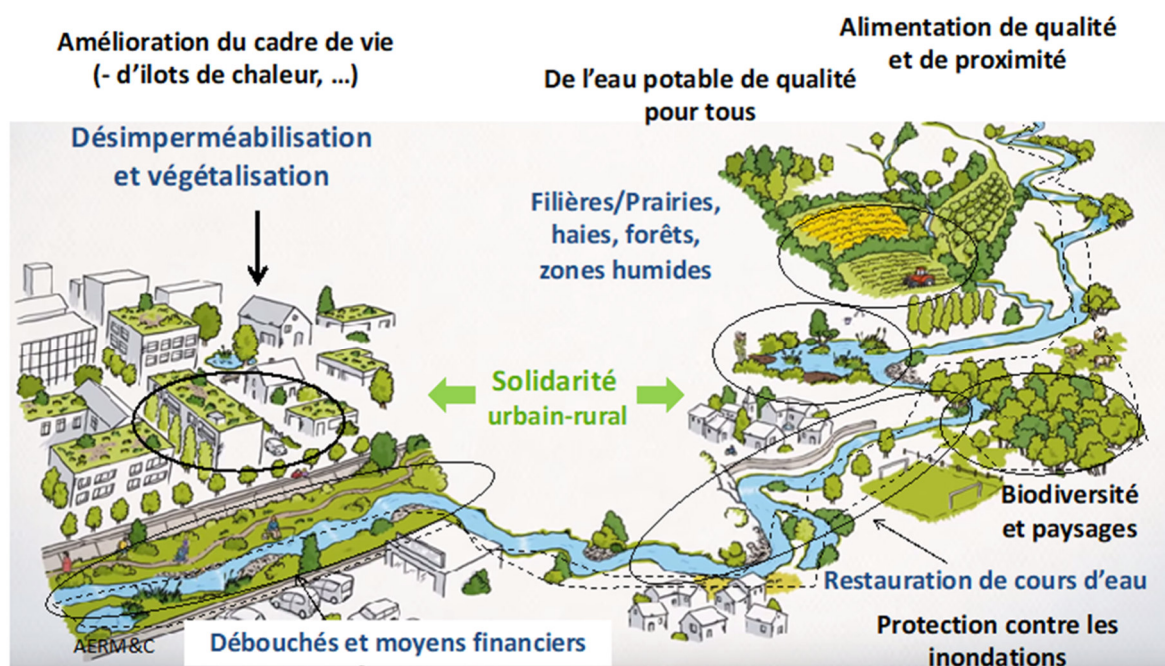 Amélioration du cadre de vie
(- d'ilots de chaleur, …)
Désimperméabilisation
et végétalisation
De l'eau potable de qualité
pour tous
Alimentation de qualité
et de proximité
Filières/Prairies,
haies, forêts,
zones humides
Solidarité
urbain-rural
Biodiversité
et paysages
Restauration de cours d'eau
Protection contre les
inondations
Débouchés et moyens financiers
AERM&C